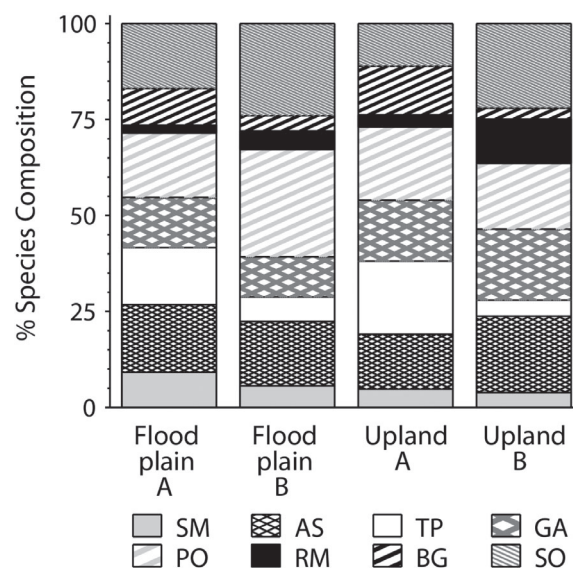 100
75
50
25
0
% Species Composition
Flood
plain
A
Flood
plain
B
Upland
A
Upland
B
SM
AS
TP
GA
PO
RM
BG
SO